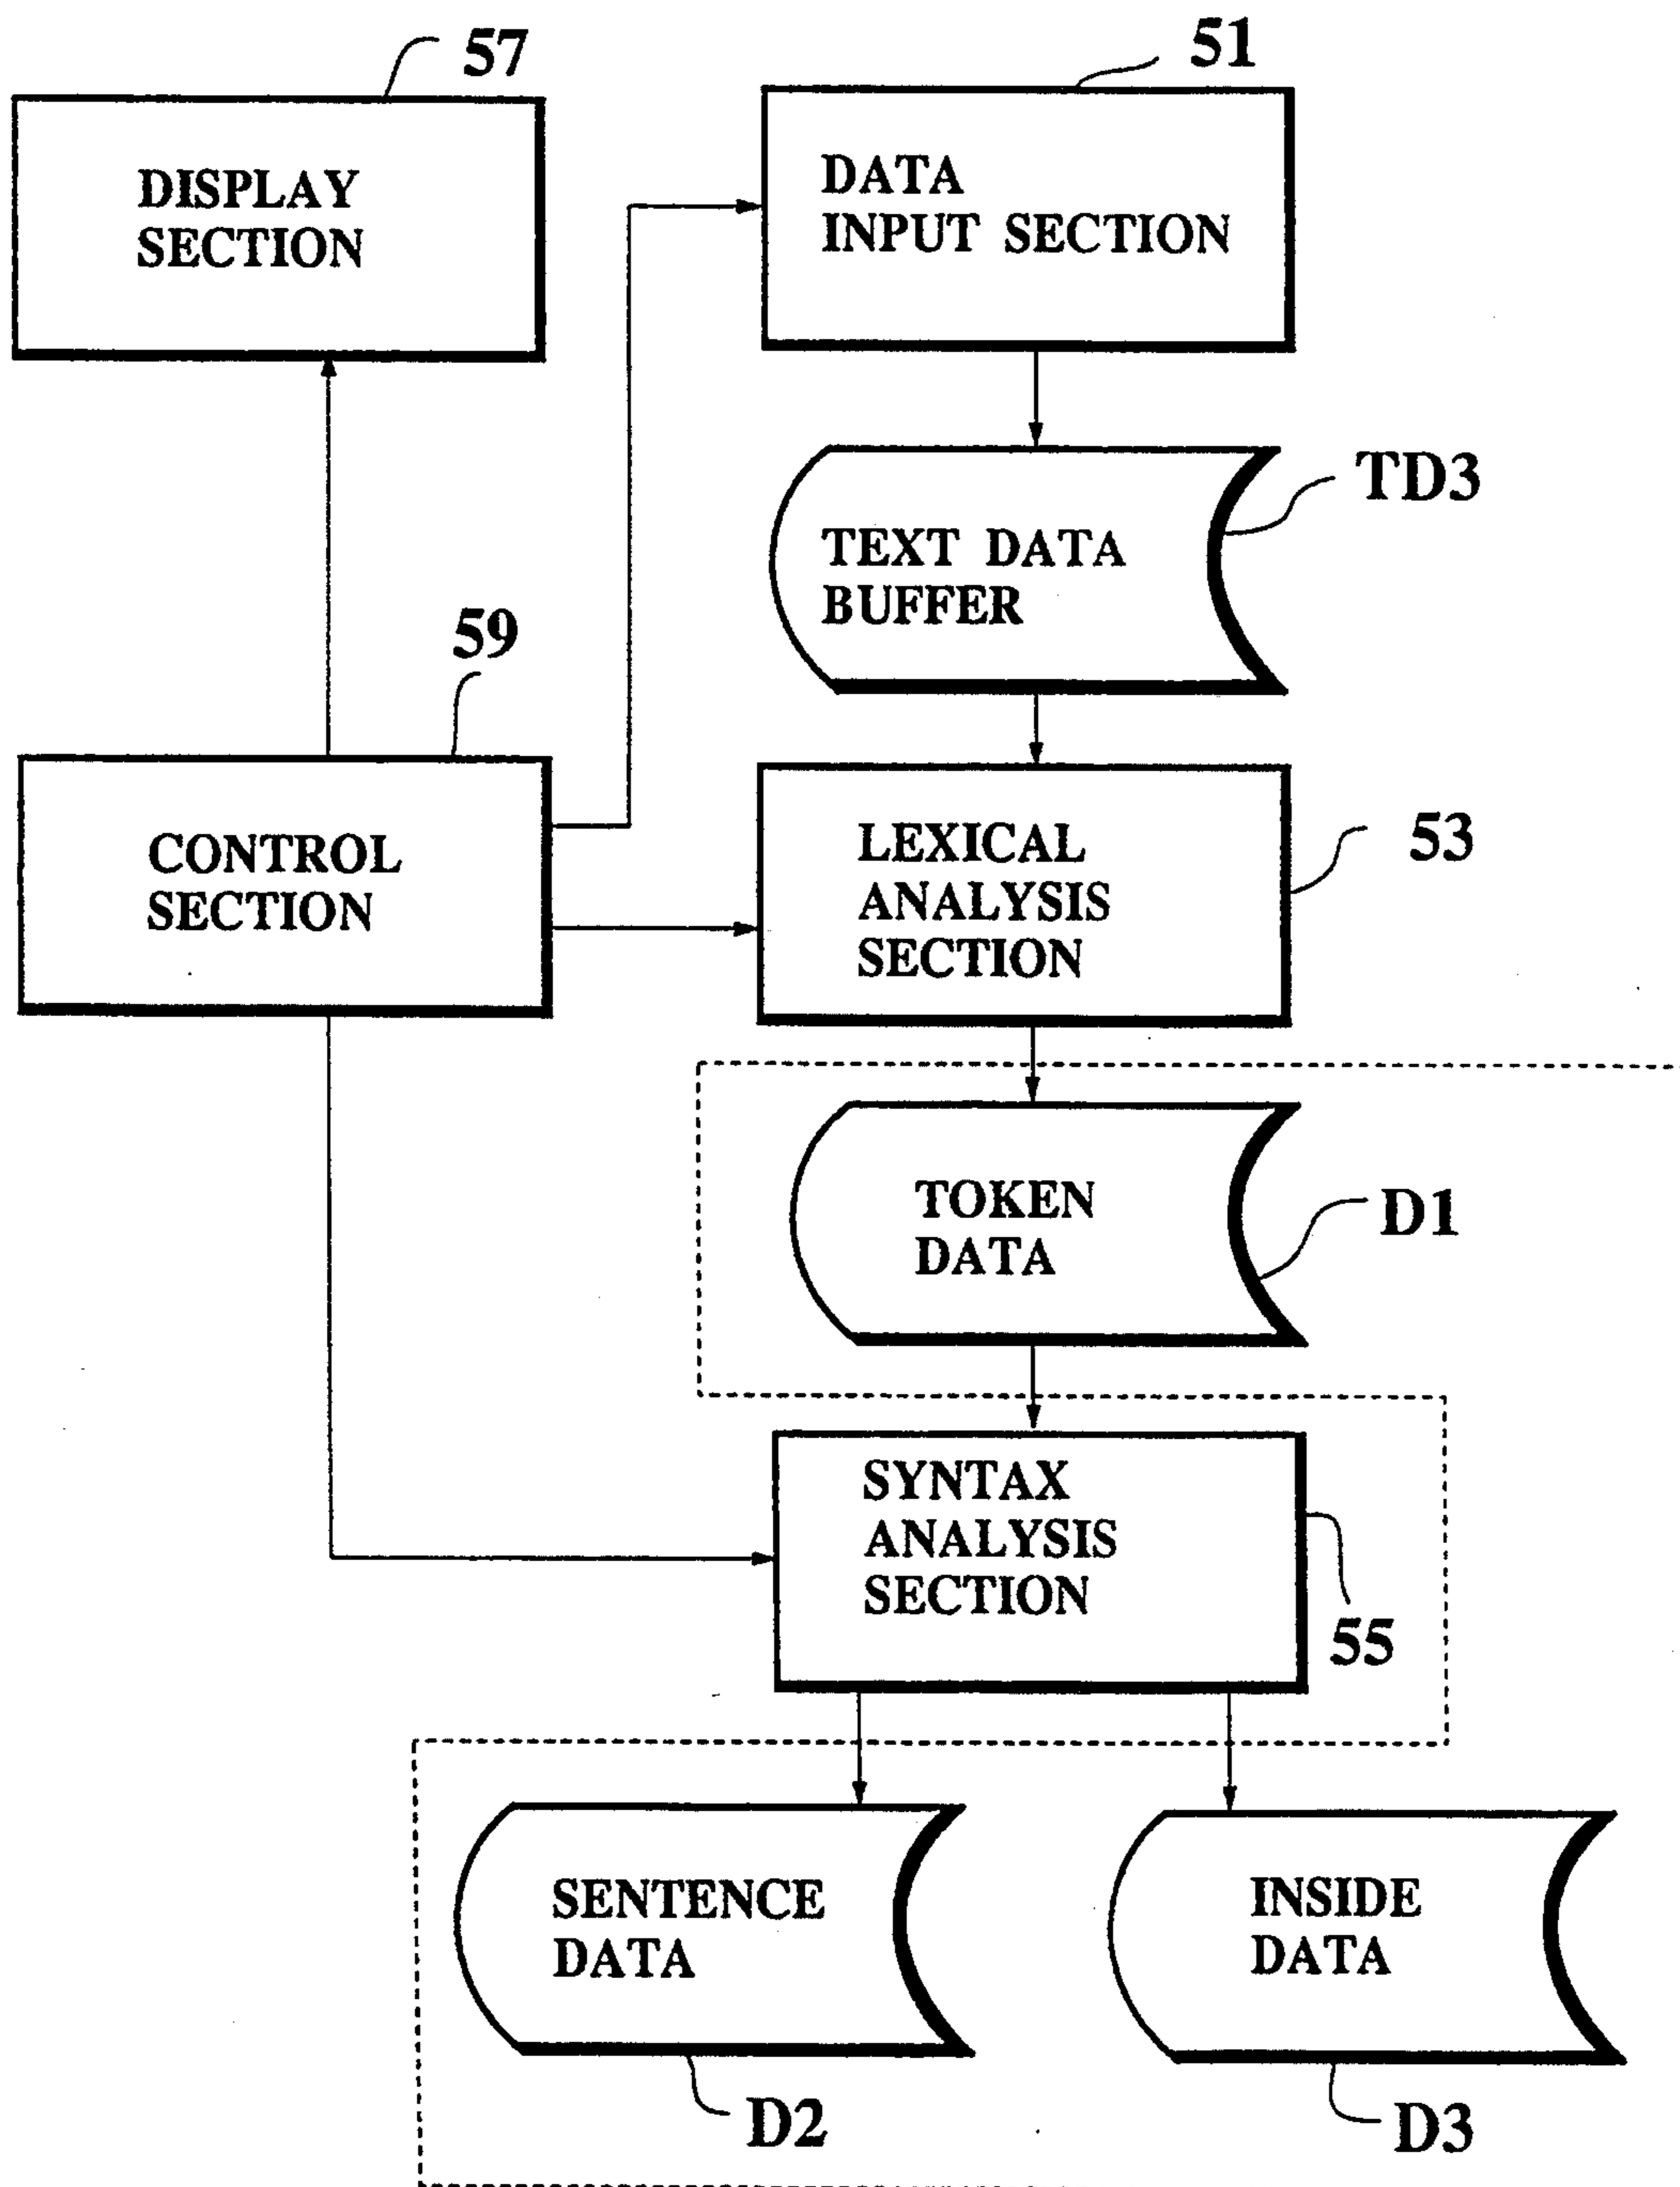 57
51
DISPLAY
SECTION
DATA
INPUT SECTION
TD3
TEXT DATA
BUFFER
59
CONTROL
SECTION
LEXICAL
ANALYSIS
SECTION
53
TOKEN
DATA
D1
SYNTAX
ANALYSIS
SECTION
55
SENTENCE
DATA
INSIDE
DATA
D2
D3